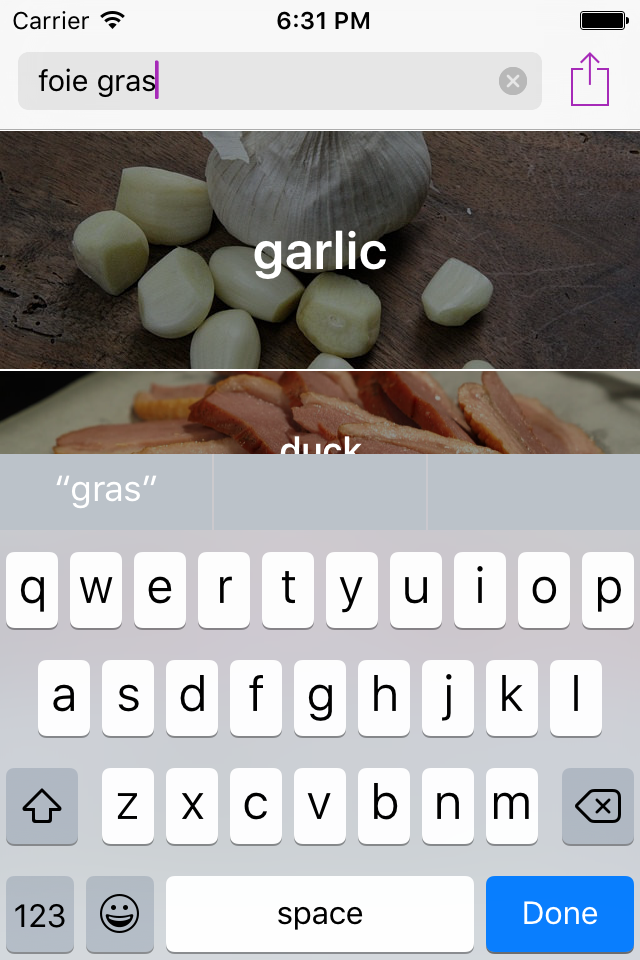 Carrier 6:31 PM
foie gras
garlic
duck
“gras”
q w e r t y u i o p
a s d f g h j k l
z x c v b n m
123 space Done